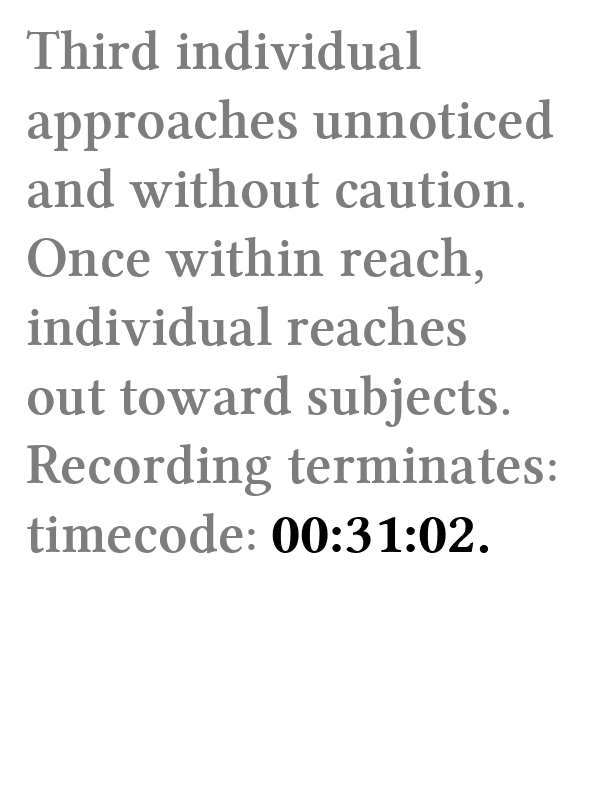 Third individual
approaches unnoticed
and without caution.
Once within reach,
individual reaches
out toward subjects.
Recording terminates:
timecode: 00:31:02.